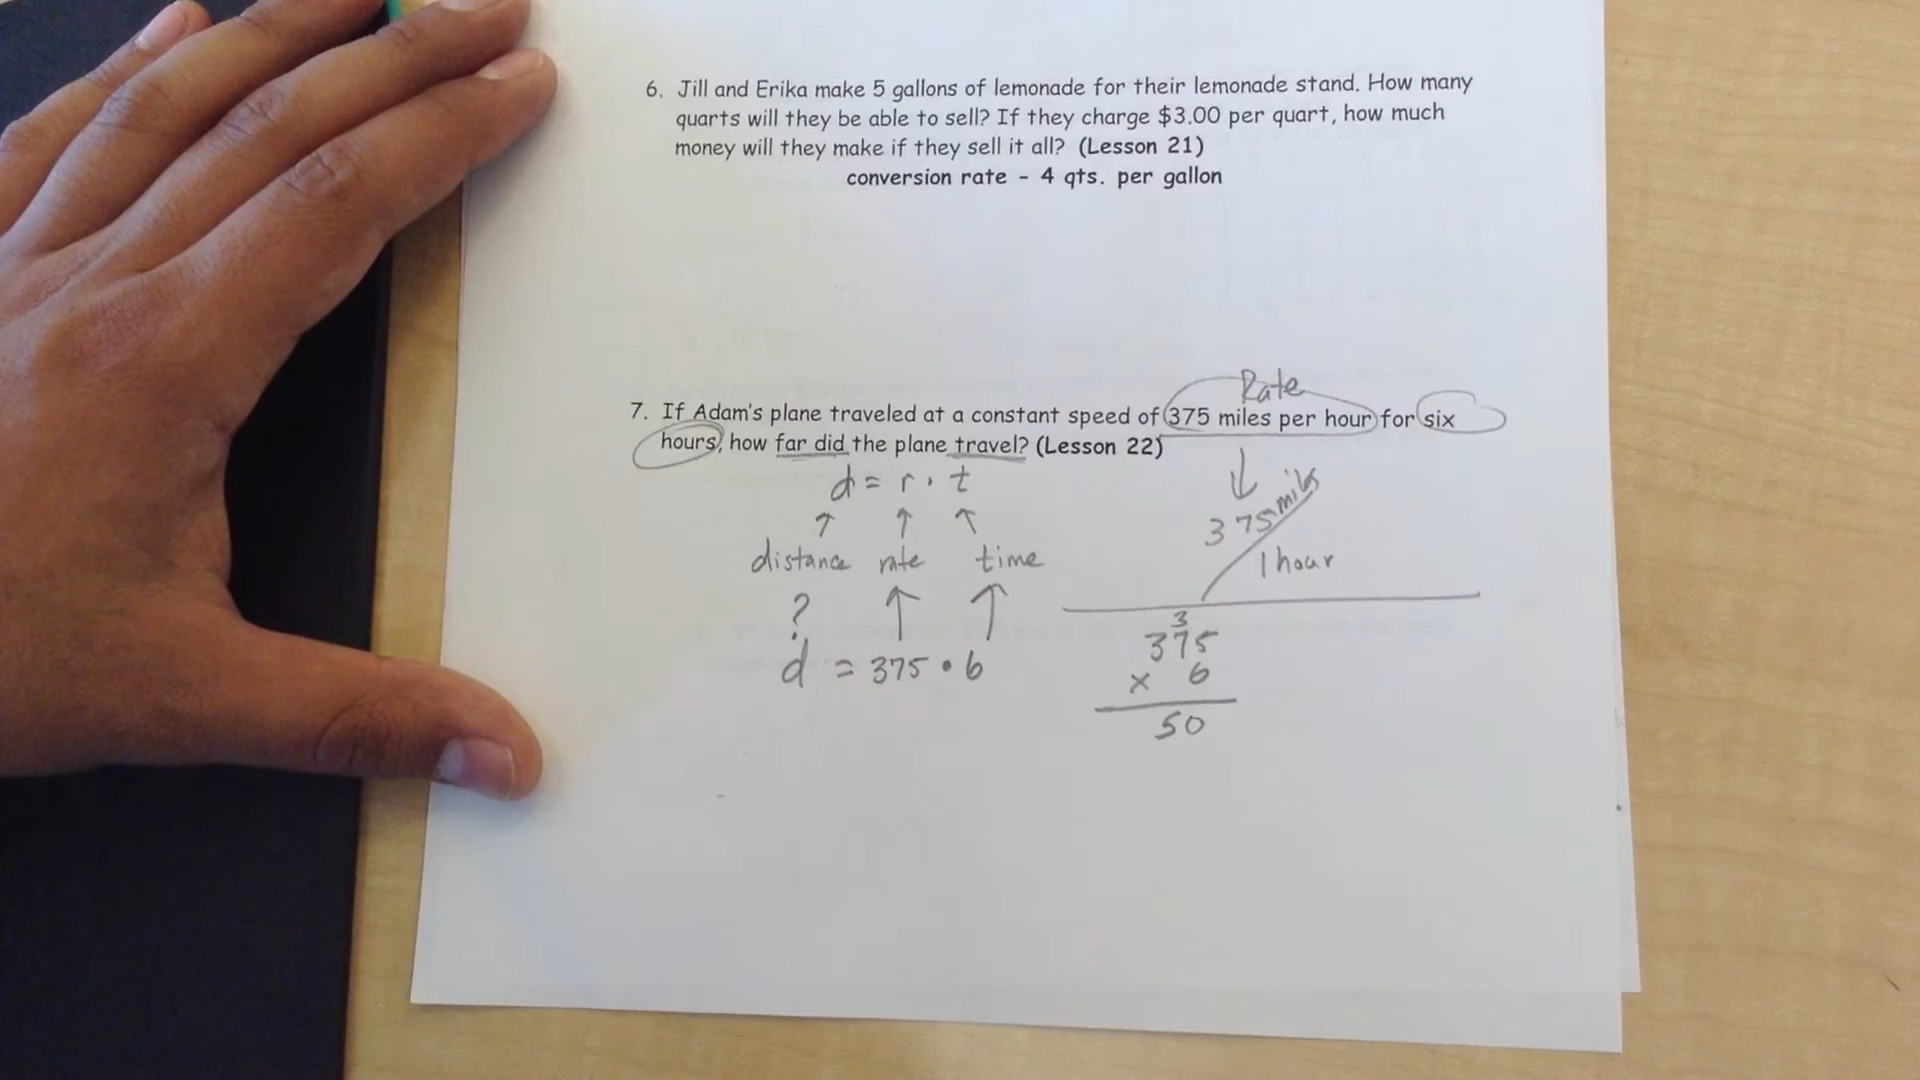 6. Jill and Erika make 5 gallons of lemonade for their lemonade stand. How many
quarts will they be able to sell? If they charge $3.00 per quart, how much
money will they make if they sell it all? (Lesson 21)
conversion rate - 4 qts. per gallon
Rate
7. If Adam's plane traveled at a constant speed of 375 miles per hour for six
hours, how far did the plane travel? (Lesson 22)
d = r · t
distance rate time
?
d = 375 · 6
375 miles
1 hour
3
375
x 6
50